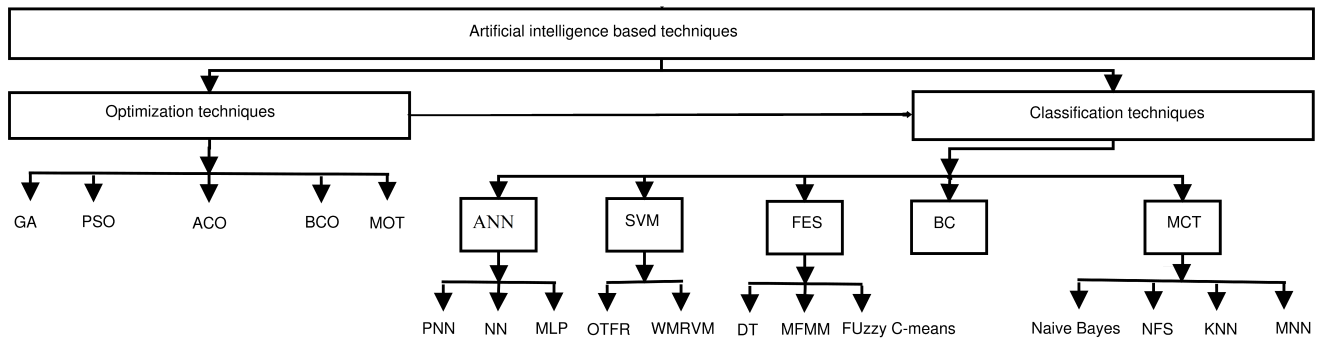 Artificial intelligence based techniques
Optimization techniques
Classification techniques
GA
PSO
ACO
BCO
MOT
ANN
SVM
FES
BC
MCT
PNN
NN
MLP
OTFR
WMRVM
DT
MFMM
FUzzy C-means
Naive Bayes
NFS
KNN
MNN